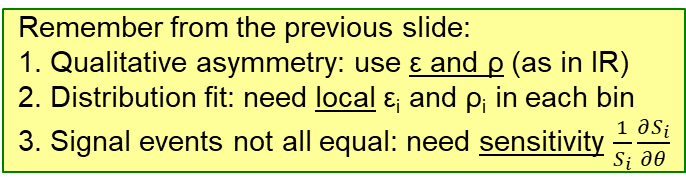 Remember from the previous slide:
1. Qualitative asymmetry: use ε and ρ (as in IR)
2. Distribution fit: need local εᵢ and ρᵢ in each bin
3. Signal events not all equal: need sensitivity 1/Sᵢ ∂Sᵢ/∂θ